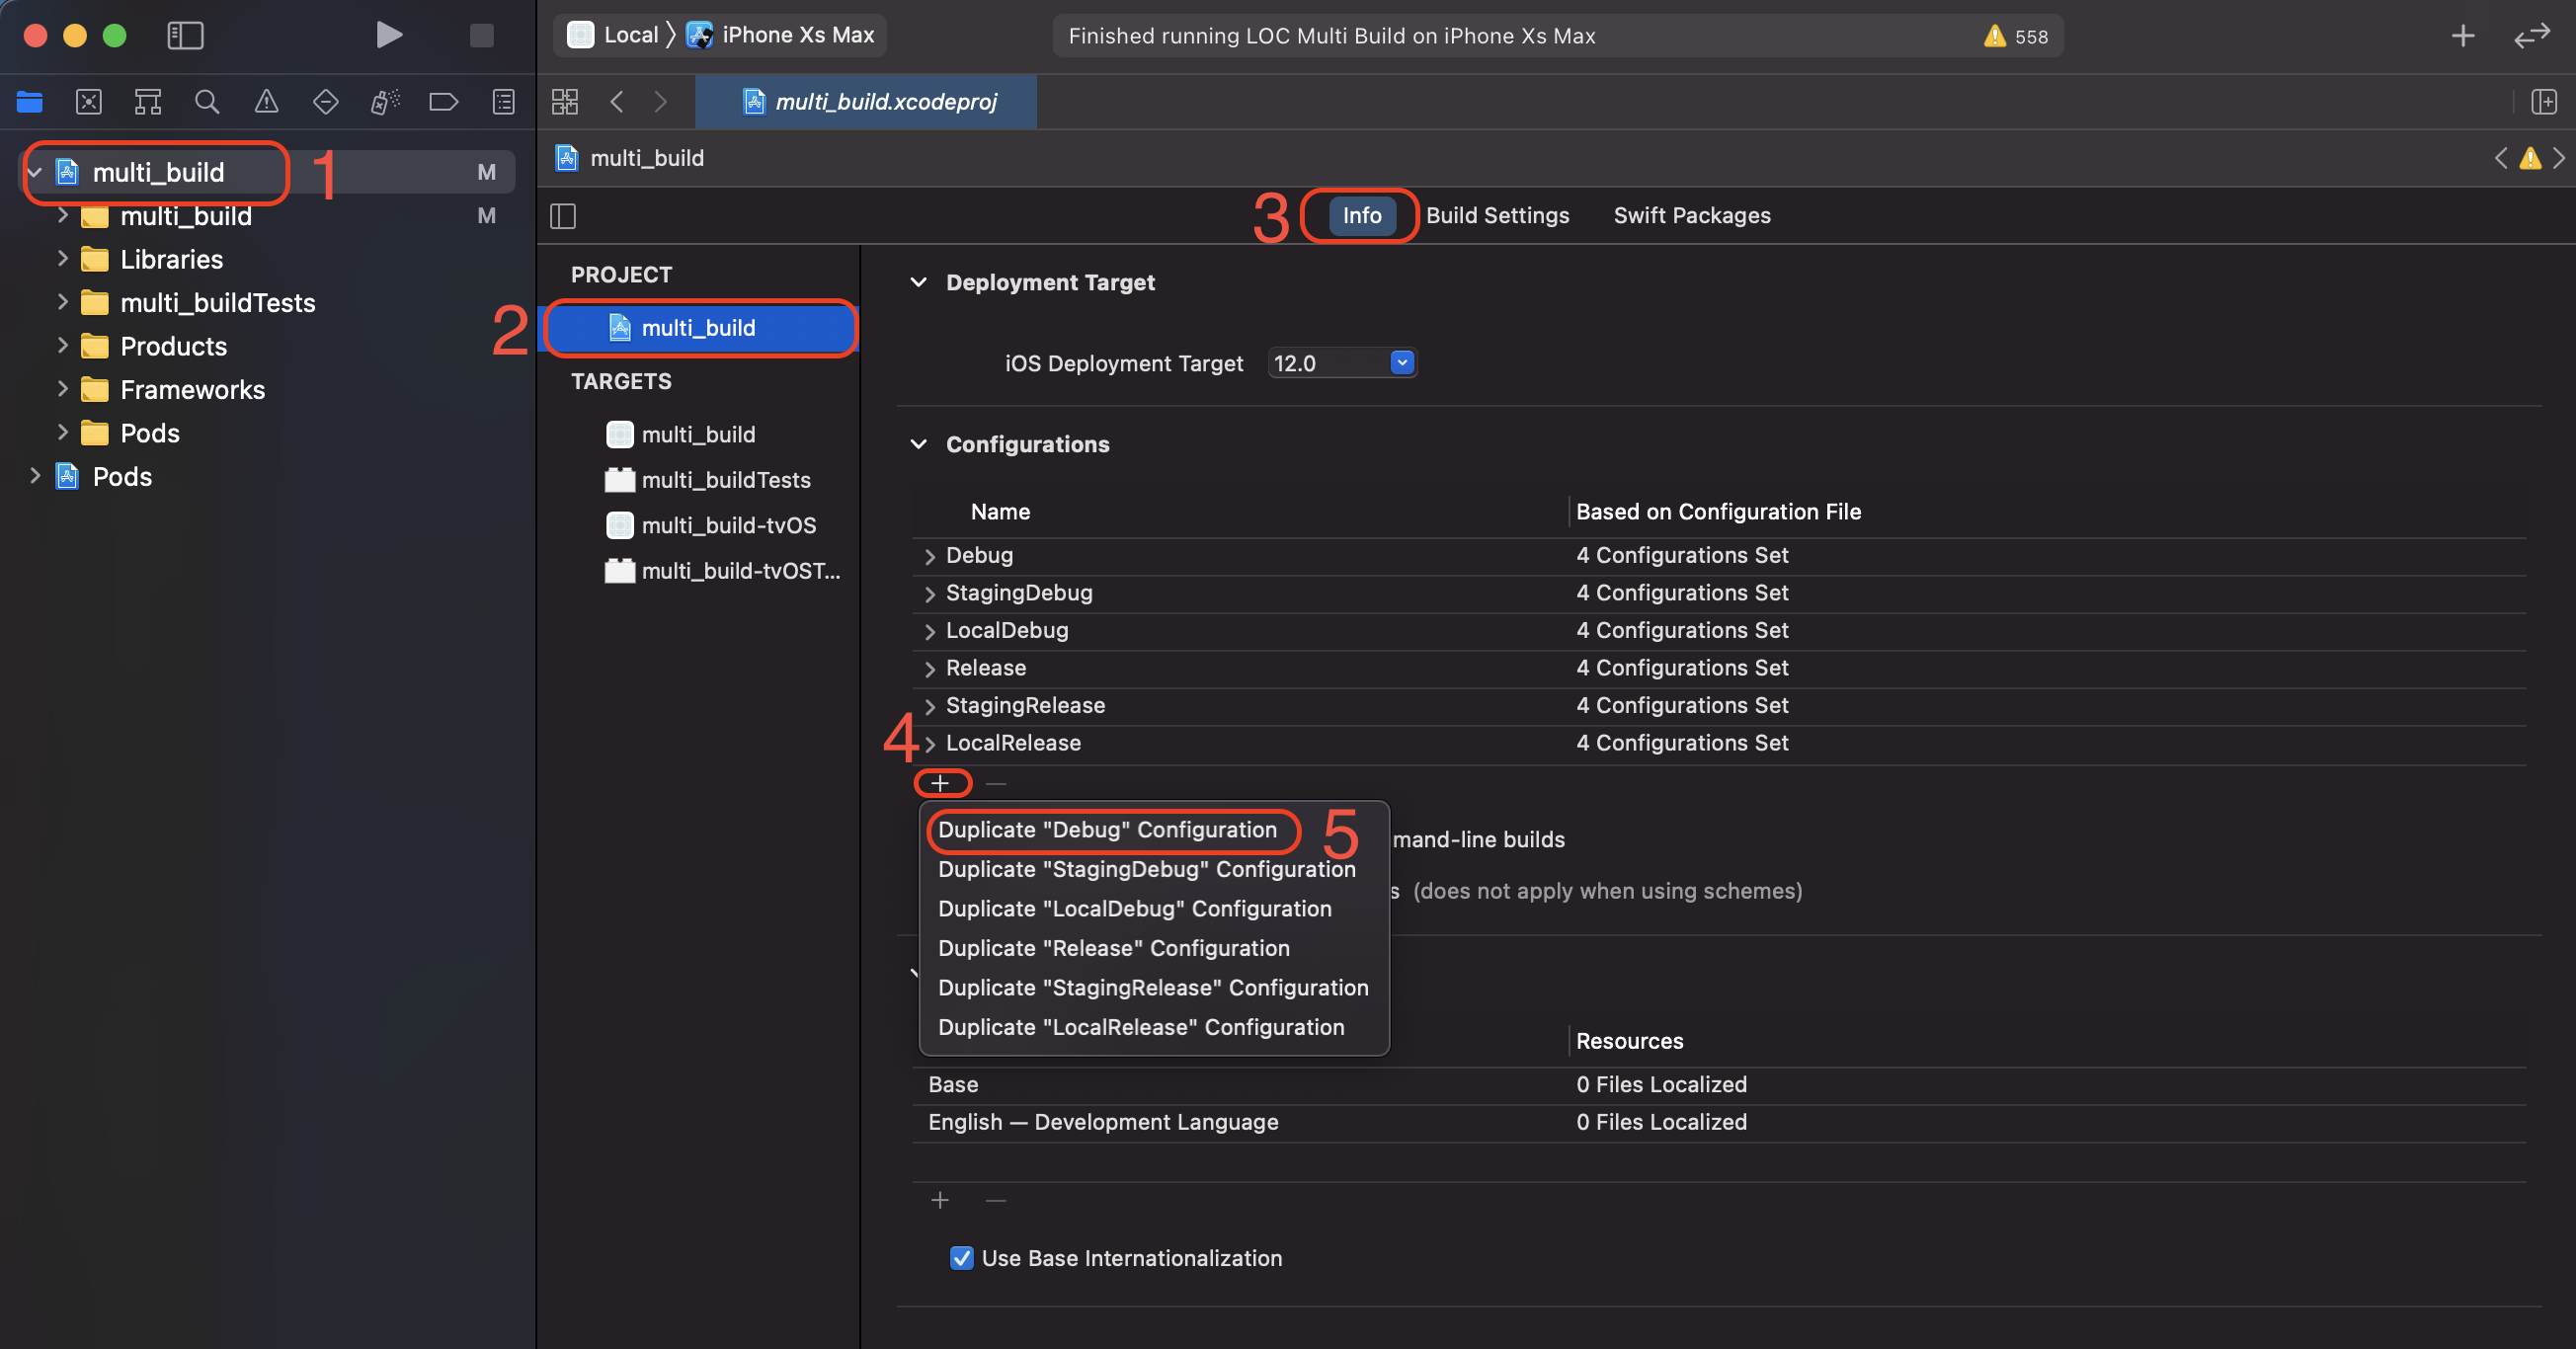 Local
iPhone Xs Max
Finished running LOC Multi Build on iPhone Xs Max
558
multi_build.xcodeproj
multi_build
M
1
multi_build
M
Libraries
multi_buildTests
Products
Frameworks
Pods
Pods
multi_build
3
Info
Build Settings
Swift Packages
PROJECT
2
multi_build
TARGETS
multi_build
multi_buildTests
multi_build-tvOS
multi_build-tvOST...
Deployment Target
iOS Deployment Target
12.0
Configurations
Name
Based on Configuration File
Debug
4 Configurations Set
StagingDebug
4 Configurations Set
LocalDebug
4 Configurations Set
Release
4 Configurations Set
StagingRelease
4 Configurations Set
4
LocalRelease
4 Configurations Set
Duplicate "Debug" Configuration
5
mand-line builds
Duplicate "StagingDebug" Configuration
s (does not apply when using schemes)
Duplicate "LocalDebug" Configuration
Duplicate "Release" Configuration
Duplicate "StagingRelease" Configuration
Duplicate "LocalRelease" Configuration
Resources
Base
0 Files Localized
English — Development Language
0 Files Localized
Use Base Internationalization